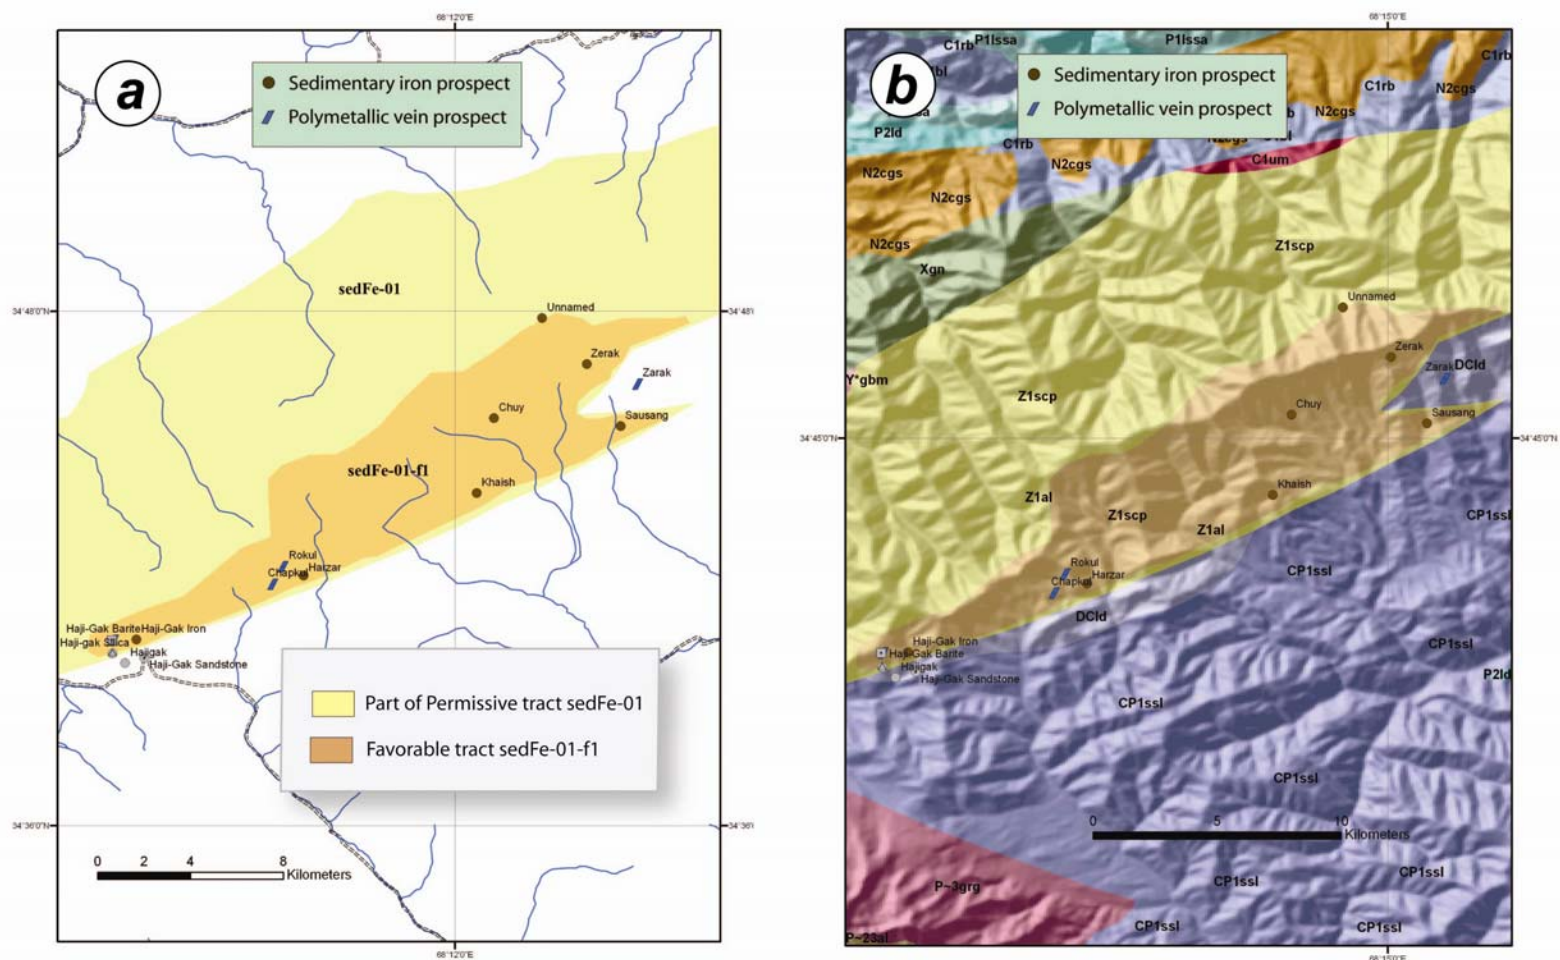 68°12'0"E
a
Sedimentary iron prospect
Polymetallic vein prospect
sedFe-01
34°48'0"N
34°48'
Unnamed
Zerak
Zarak
Chuy
Sausang
sedFe-01-f1
Khaish
Rokul
Chapkul
Harzar
Haji-Gak Barite
Haji-Gak Iron
Haji-gak Silica
Hajigak
Haji-Gak Sandstone
Part of Permissive tract sedFe-01
Favorable tract sedFe-01-f1
34°36'0"N
34°36'
0 2 4 8
Kilometers
68°12'0"E
68°15'0"E
b
Sedimentary iron prospect
Polymetallic vein prospect
C1rb
P1lssa
P1lssa
C1rb
C1rb
N2cgs
N2cgs
P2ld
C1rb
N2cgs
C1um
N2cgs
N2cgs
N2cgs
N2cgs
Xgn
Z1scp
Unnamed
Zerak
Zarak
DCld
Y*gbm
Z1scp
Chuy
Sausang
34°45'0"N
34°45'0"N
Khaish
Z1al
Z1scp
Z1al
CP1ssl
CP1ssl
Rokul
Chapkul
Harzar
DCld
Haji-Gak Iron
Haji-Gak Barite
Hajigak
Haji-Gak Sandstone
CP1ssl
P2ld
CP1ssl
CP1ssl
0 5 10
Kilometers
P~3grg
CP1ssl
CP1ssl
P~23al
CP1ssl
CP1ssl
68°15'0"E